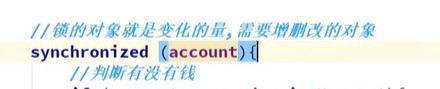 //锁的对象就是变化的量,需要增删改的对象
synchronized (account){
//判断有没有钱